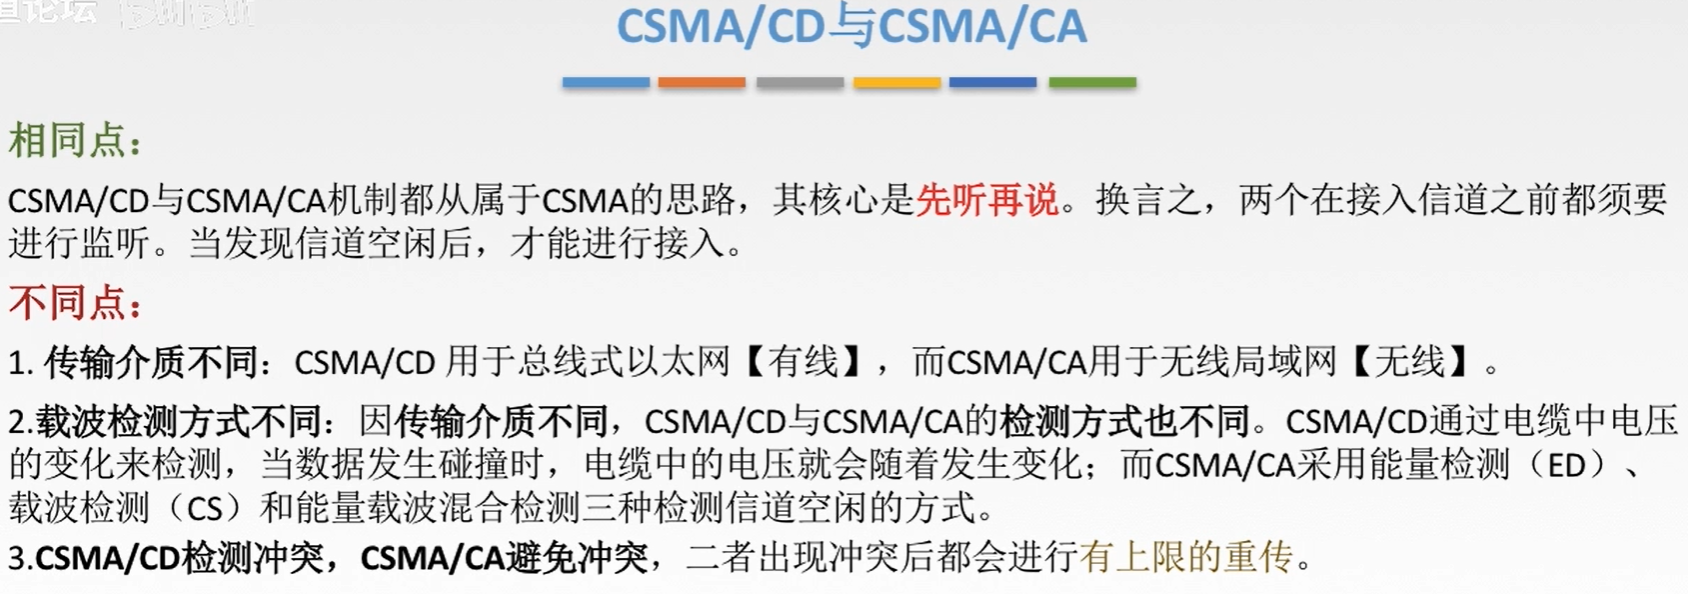 道论坛
CSMA/CD与CSMA/CA
相同点：
CSMA/CD与CSMA/CA机制都从属于CSMA的思路，其核心是先听再说。换言之，两个在接入信道之前都须要
进行监听。当发现信道空闲后，才能进行接入。
不同点：
1. 传输介质不同：CSMA/CD 用于总线式以太网【有线】，而CSMA/CA用于无线局域网【无线】。
2.载波检测方式不同：因传输介质不同，CSMA/CD与CSMA/CA的检测方式也不同。CSMA/CD通过电缆中电压
的变化来检测，当数据发生碰撞时，电缆中的电压就会随着发生变化；而CSMA/CA采用能量检测（ED）、
载波检测（CS）和能量载波混合检测三种检测信道空闲的方式。
3.CSMA/CD检测冲突，CSMA/CA避免冲突，二者出现冲突后都会进行有上限的重传。